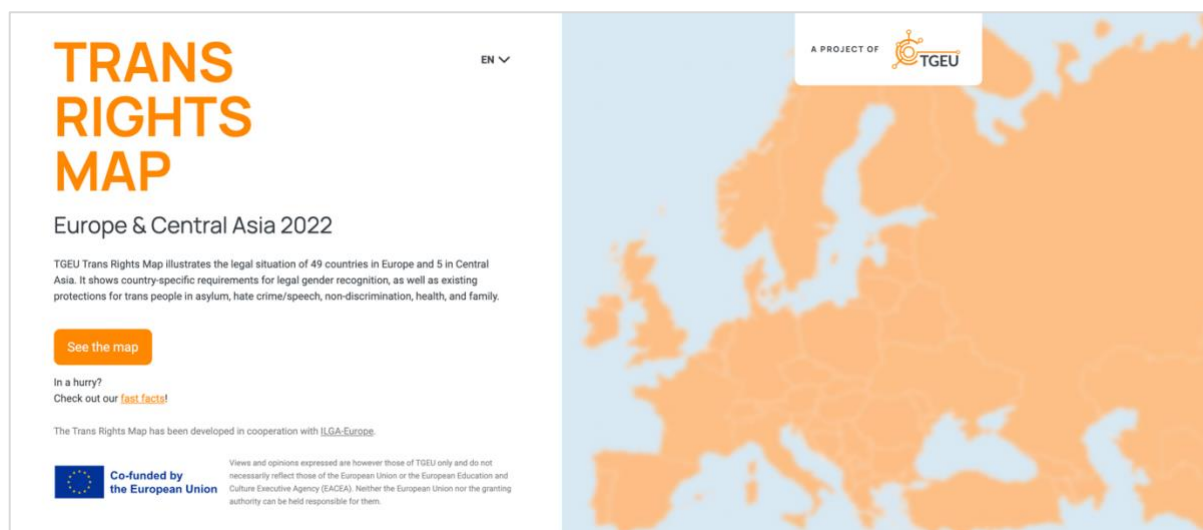 TRANS
RIGHTS
MAP
EN
Europe & Central Asia 2022
TGEU Trans Rights Map illustrates the legal situation of 49 countries in Europe and 5 in Central
Asia. It shows country-specific requirements for legal gender recognition, as well as existing
protections for trans people in asylum, hate crime/speech, non-discrimination, health, and family.
See the map
In a hurry?
Check out our fast facts!
The Trans Rights Map has been developed in cooperation with ILGA-Europe.
Co-funded by
the European Union
Views and opinions expressed are however those of TGEU only and do not
necessarily reflect those of the European Union or the European Education and
Culture Executive Agency (EACEA). Neither the European Union nor the granting
authority can be held responsible for them.
A PROJECT OF
TGEU